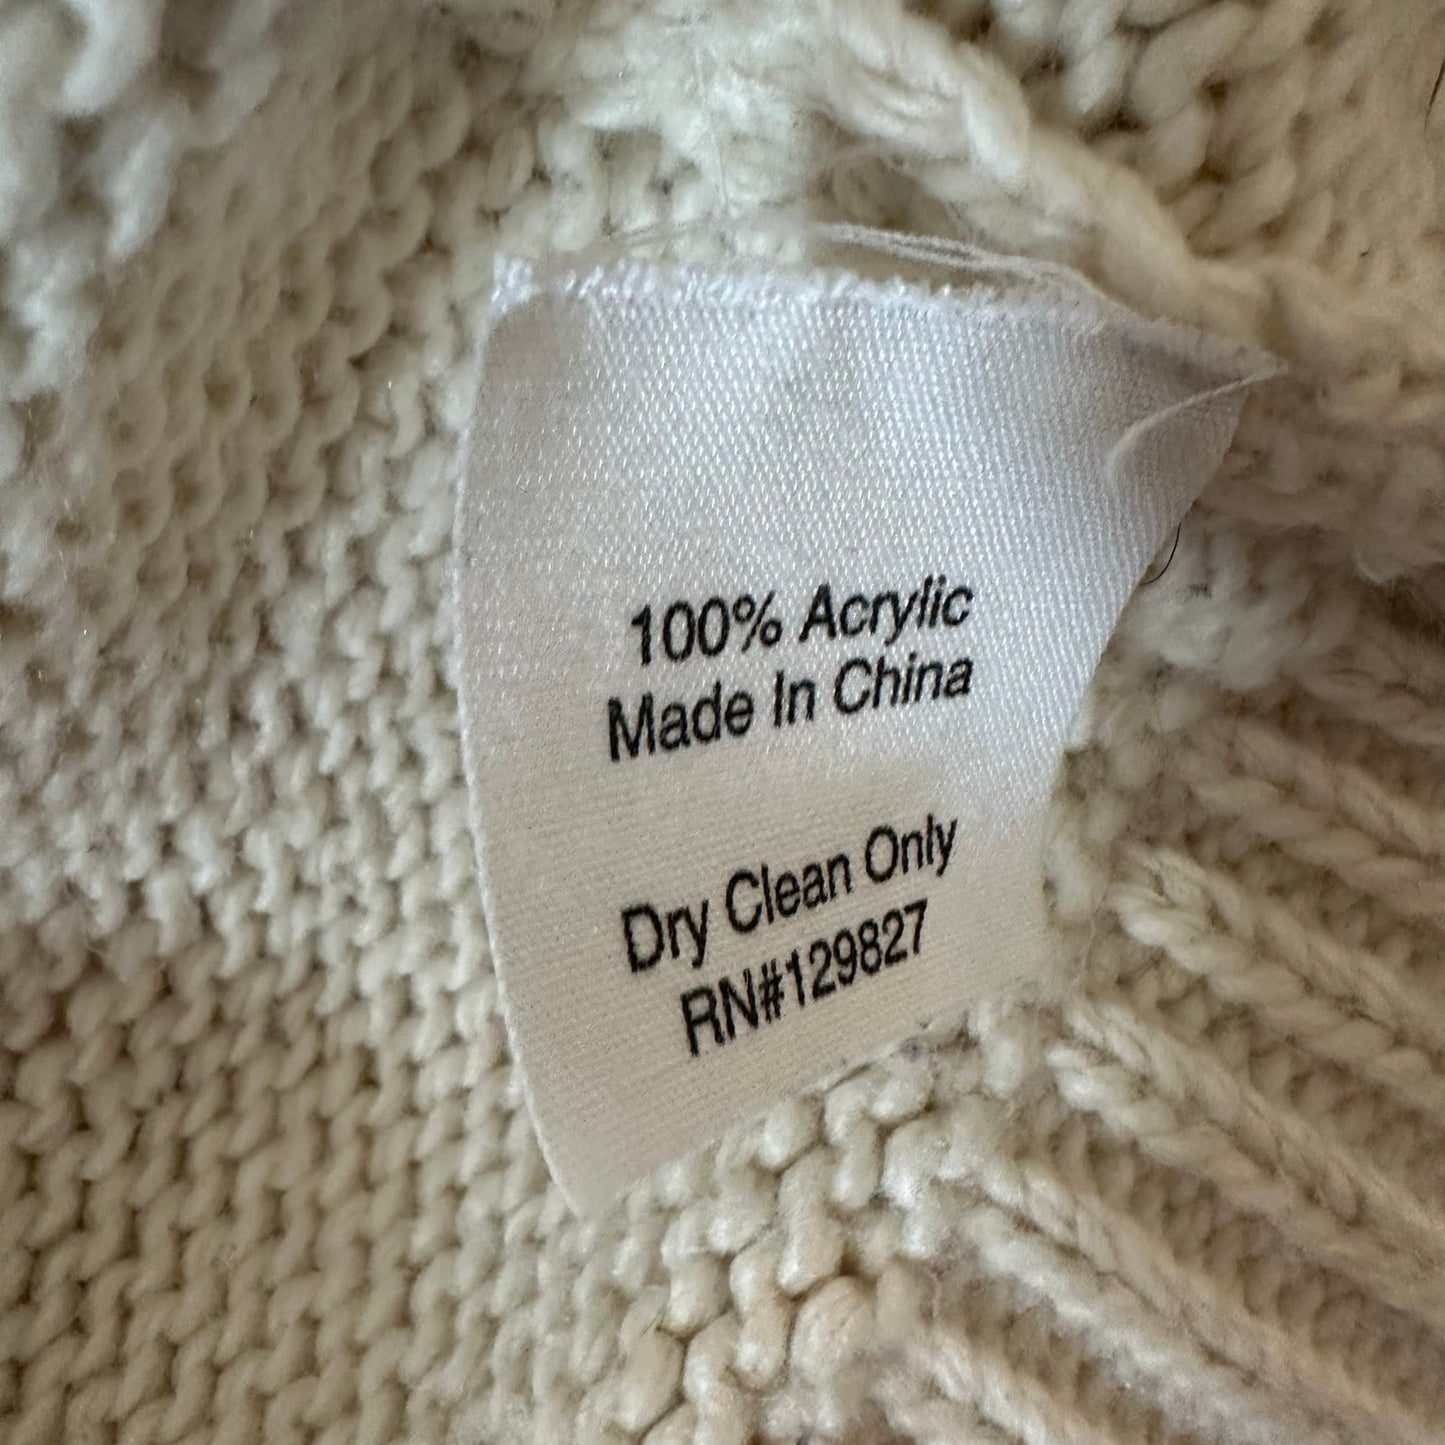 100% Acrylic
Made In China
Dry Clean Only
RN#129827